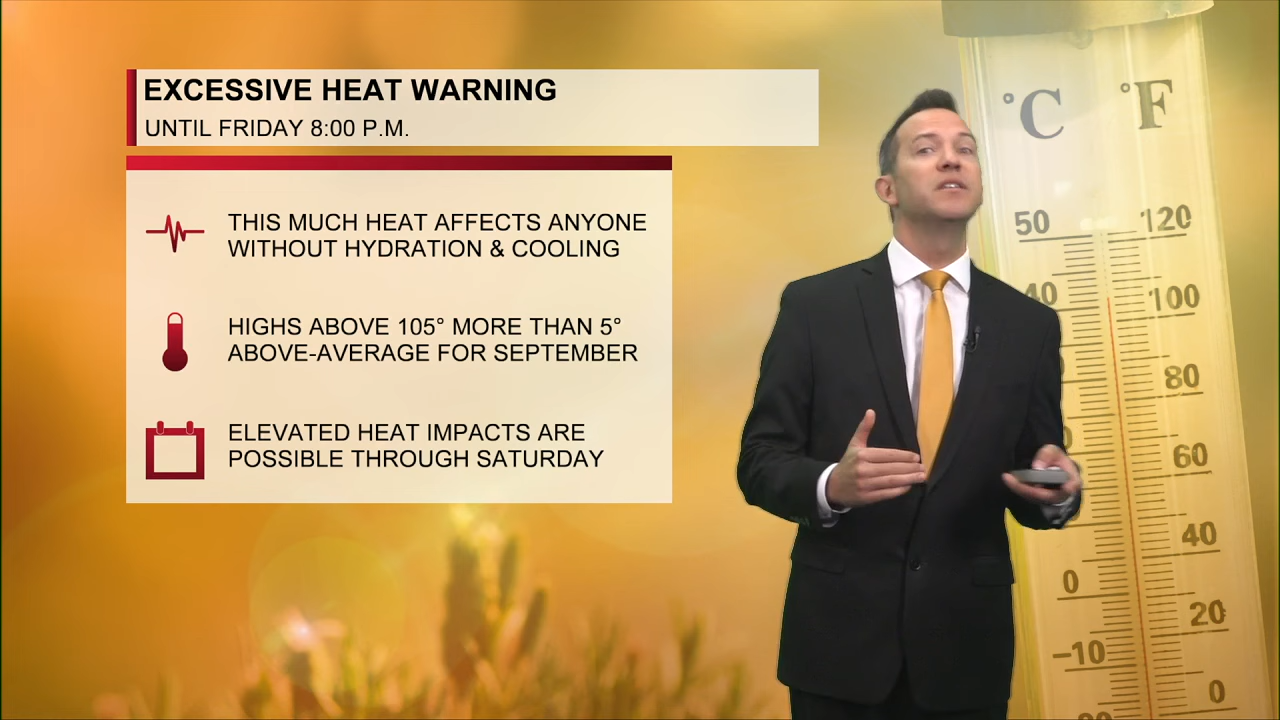 EXCESSIVE HEAT WARNING
UNTIL FRIDAY 8:00 P.M.
THIS MUCH HEAT AFFECTS ANYONE
WITHOUT HYDRATION & COOLING
HIGHS ABOVE 105° MORE THAN 5°
ABOVE-AVERAGE FOR SEPTEMBER
ELEVATED HEAT IMPACTS ARE
POSSIBLE THROUGH SATURDAY
°C °F
50 120
40 100
80
60
40
0
20
-10
0